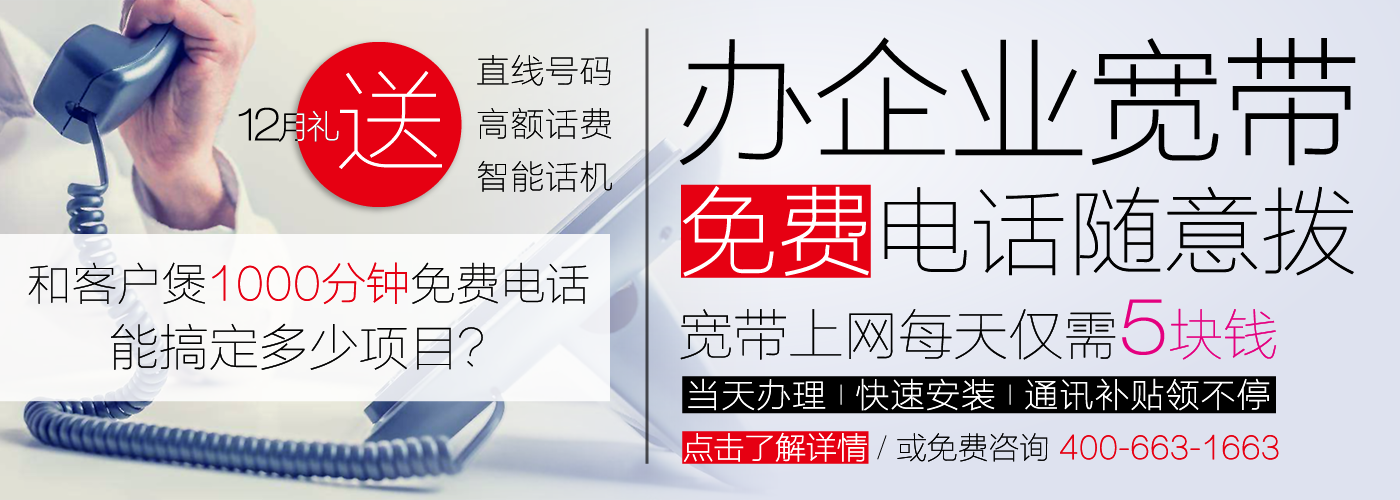 12月礼 送
直线号码
高额话费
智能话机
和客户煲1000分钟免费电话
能搞定多少项目？
办企业宽带
免费电话随意拨
宽带上网每天仅需5块钱
当天办理 | 快速安装 | 通讯补贴领不停
点击了解详情 / 或免费咨询 400-663-1663